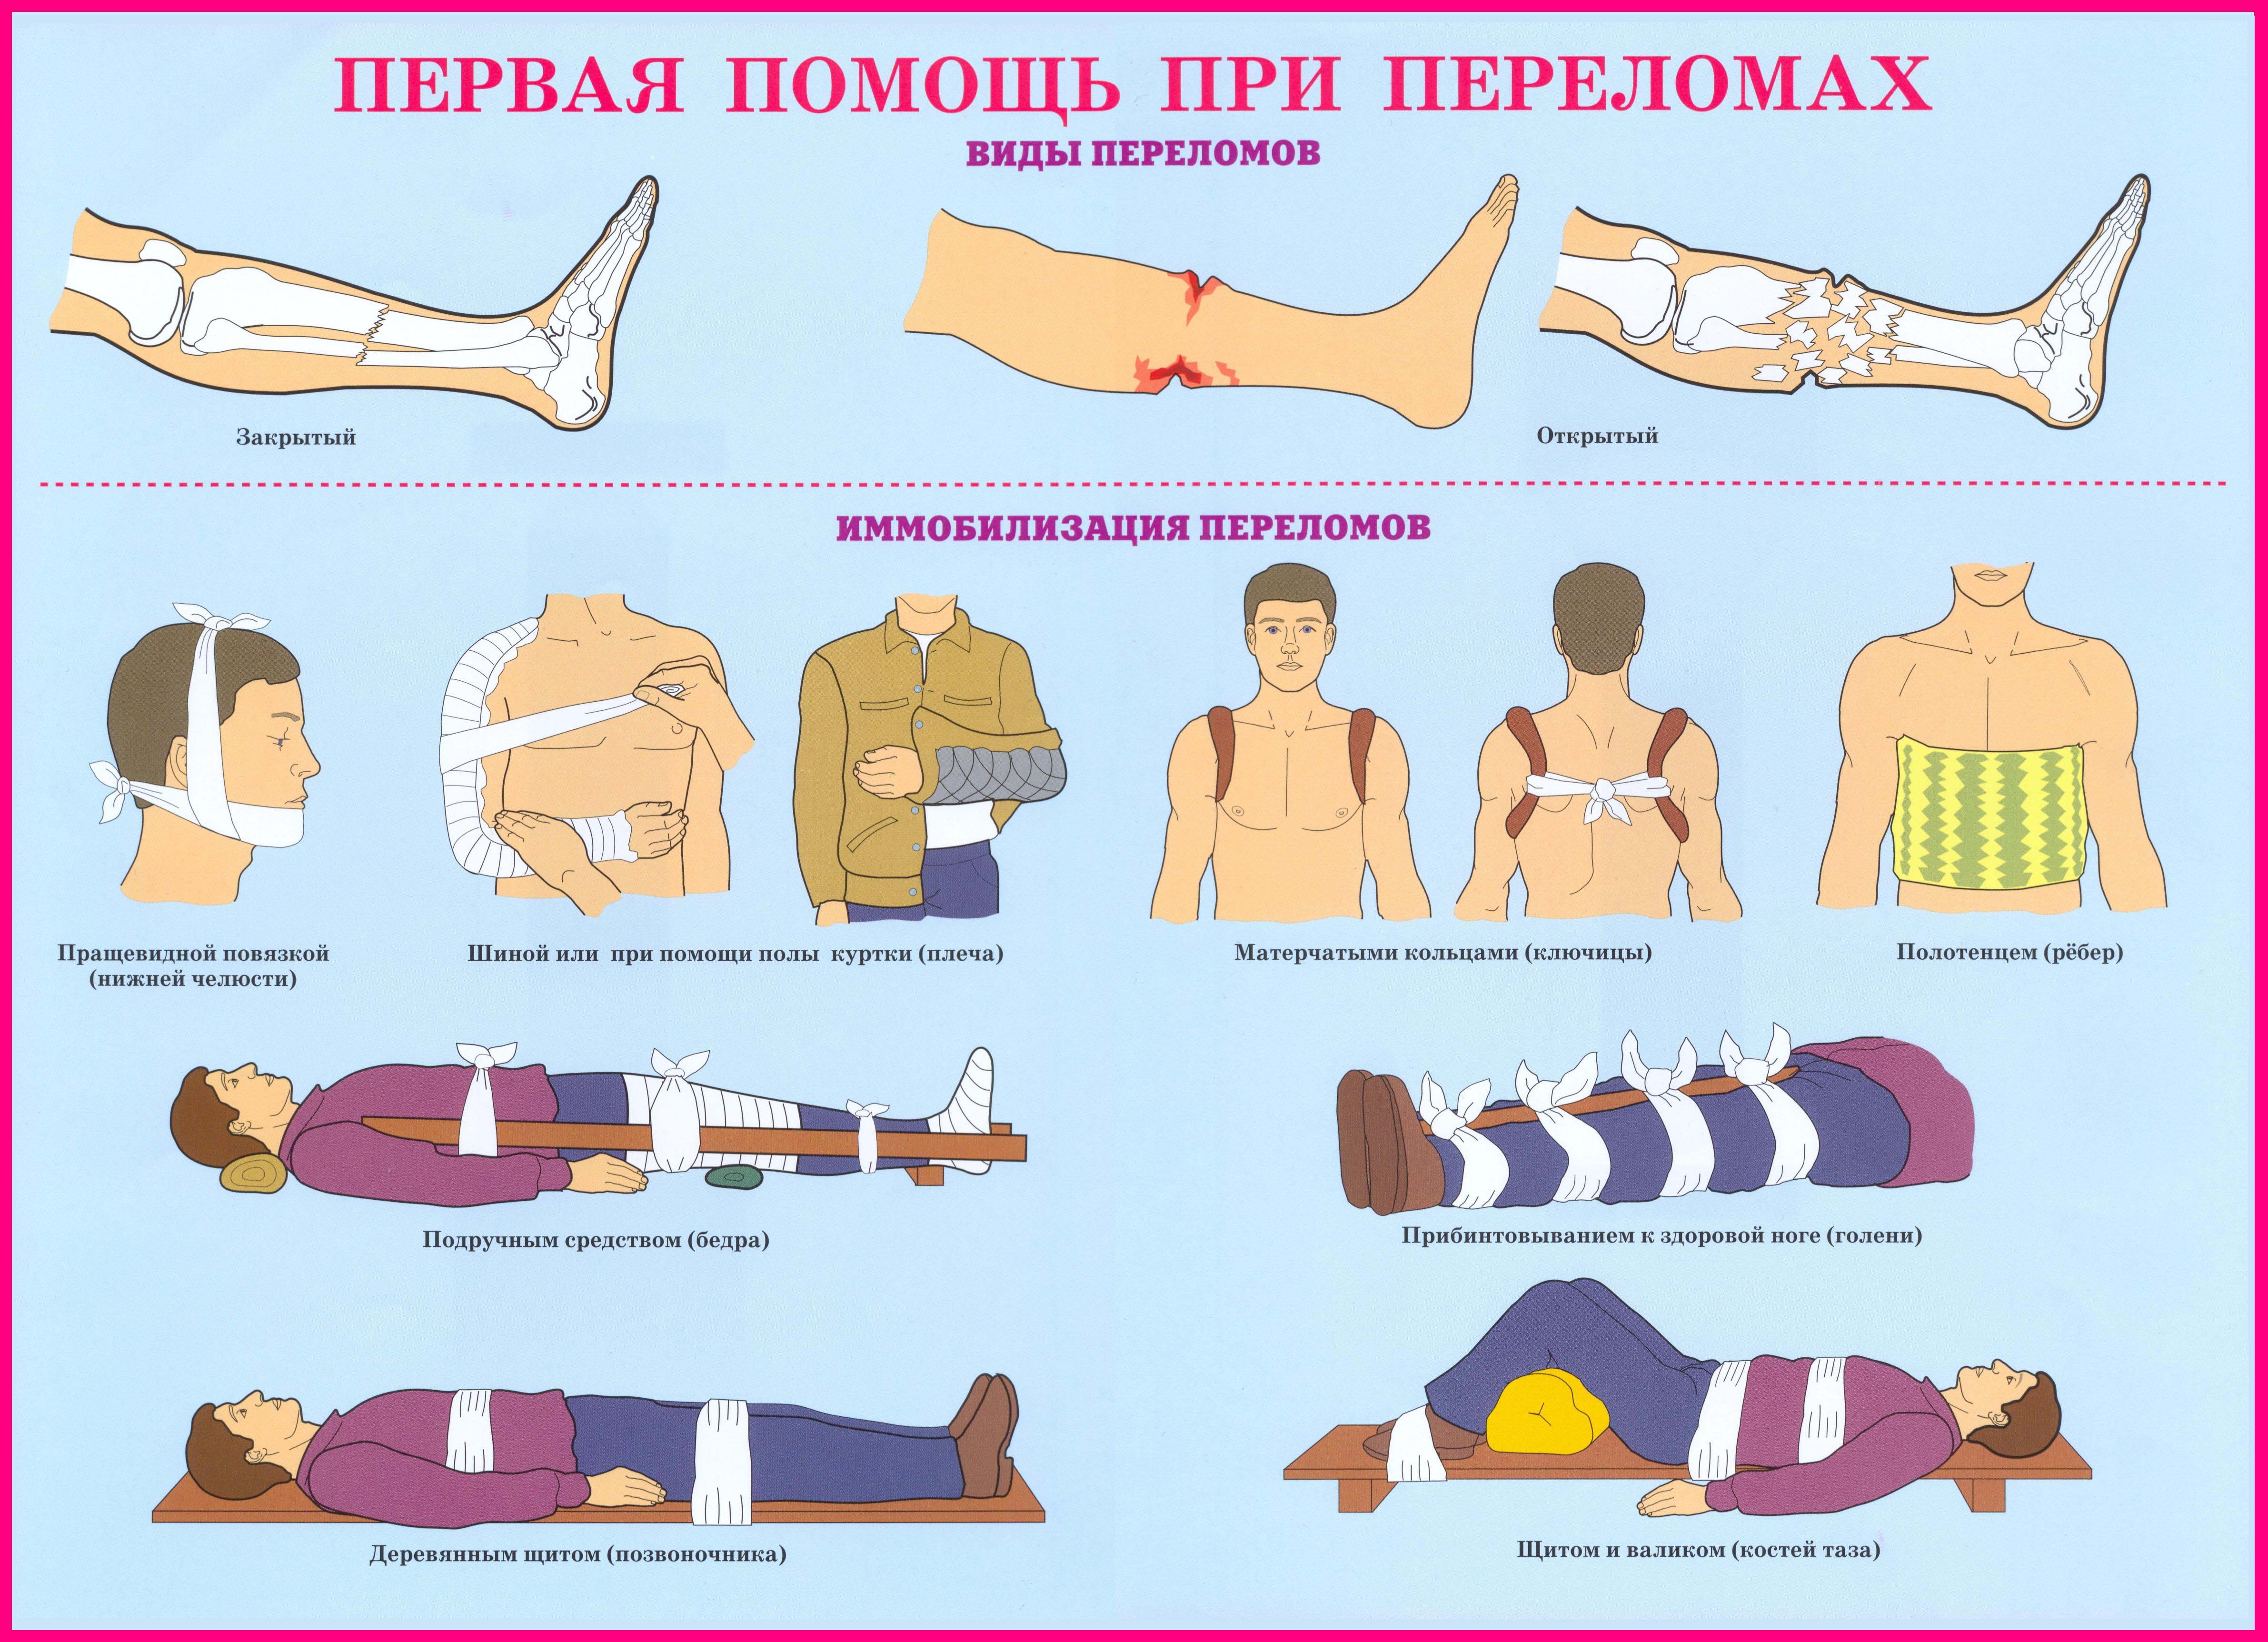 ПЕРВАЯ ПОМОЩЬ ПРИ ПЕРЕЛОМАХ
ВИДЫ ПЕРЕЛОМОВ
Закрытый
Открытый
ИММОБИЛИЗАЦИЯ ПЕРЕЛОМОВ
Пращевидной повязкой
(нижней челюсти)
Шиной или при помощи полы куртки (плеча)
Матерчатыми кольцами (ключицы)
Полотенцем (рёбер)
Подручным средством (бедра)
Прибинтовыванием к здоровой ноге (голени)
Деревянным щитом (позвоночника)
Щитом и валиком (костей таза)